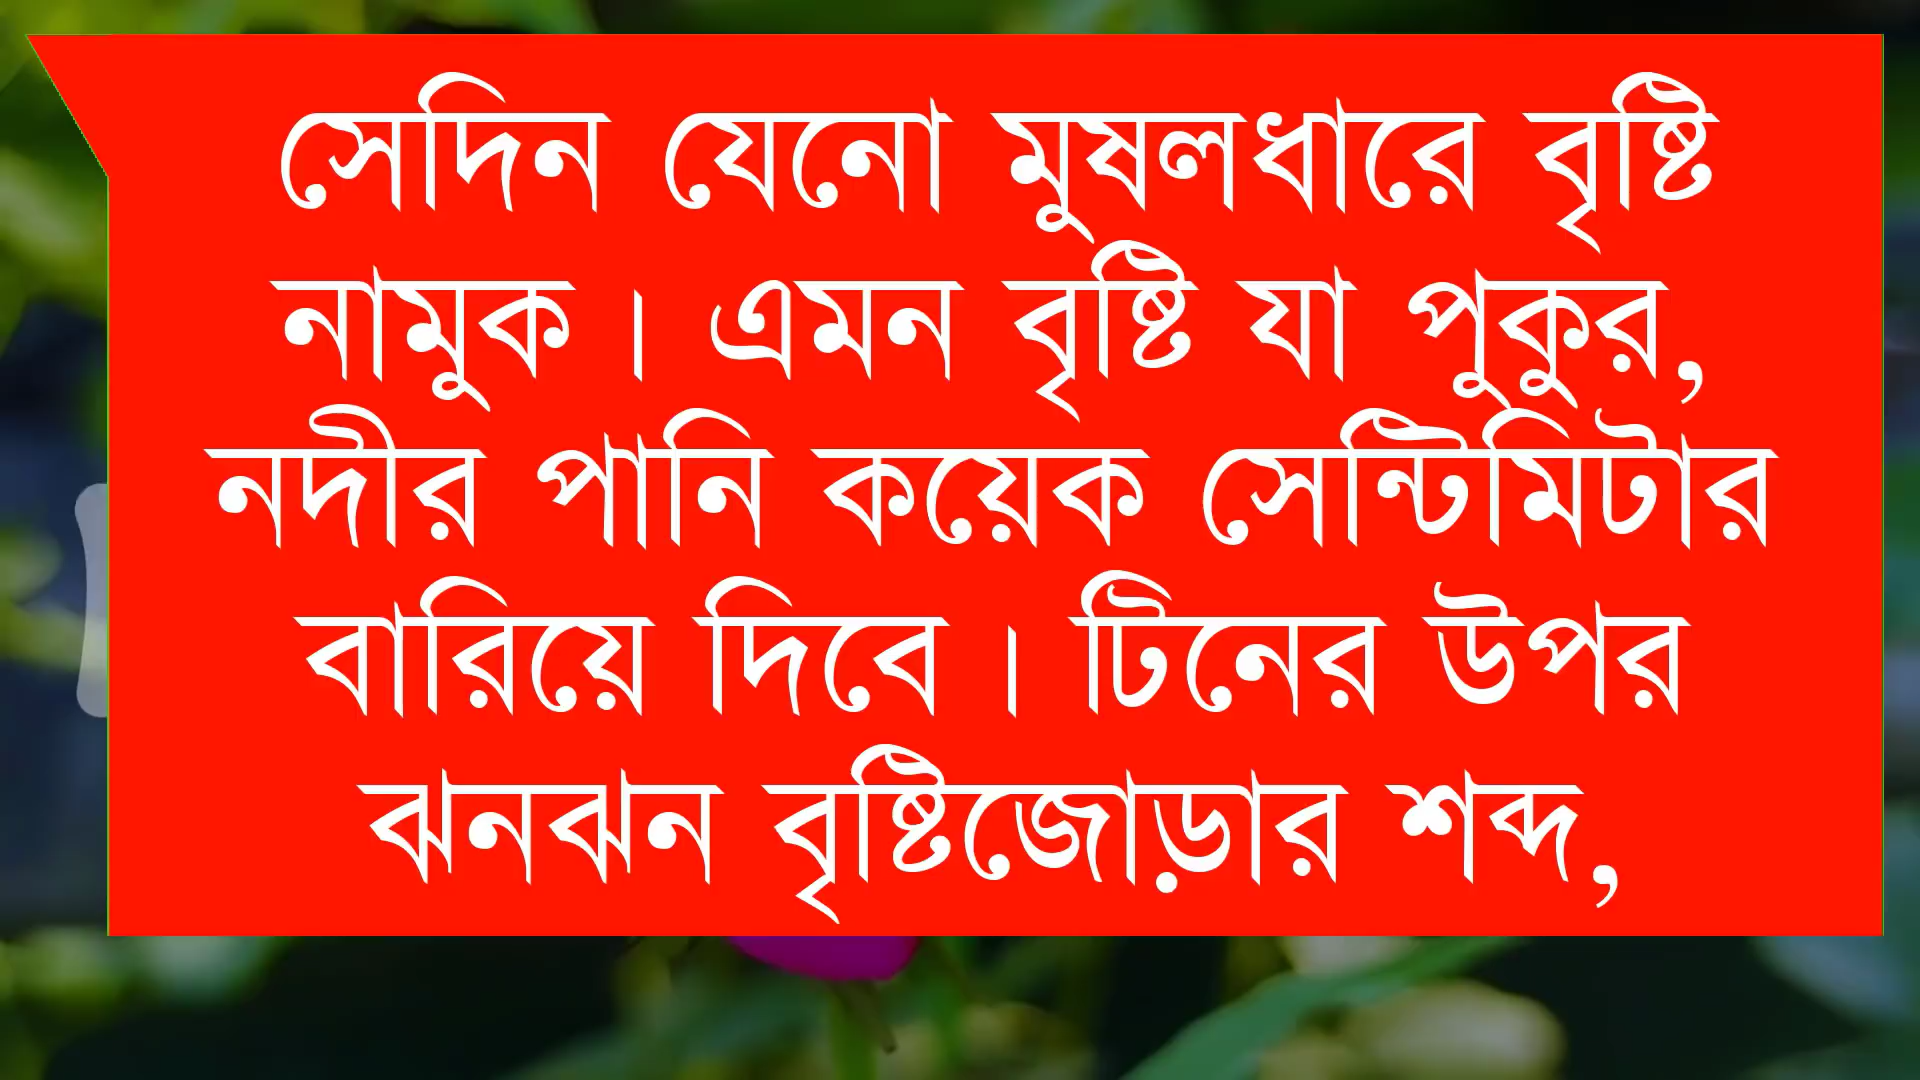 সেদিন যেনো মুষলধারে বৃষ্টি
নামুক। এমন বৃষ্টি যা পুকুর,
নদীর পানি কয়েক সেন্টিমিটার
বারিয়ে দিবে। টিনের উপর
ঝনঝন বৃষ্টিজোড়ার শব্দ,